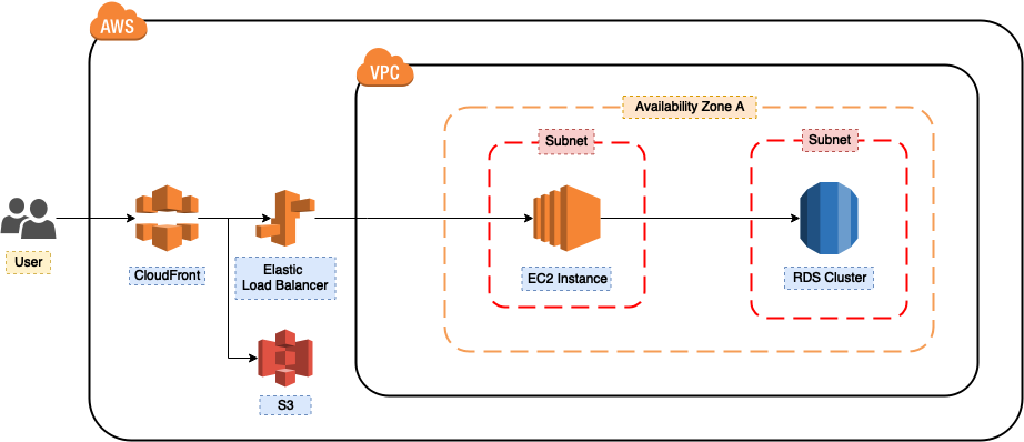 AWS
VPC
Availability Zone A
Subnet
Subnet
User
CloudFront
Elastic
Load Balancer
EC2 Instance
RDS Cluster
S3